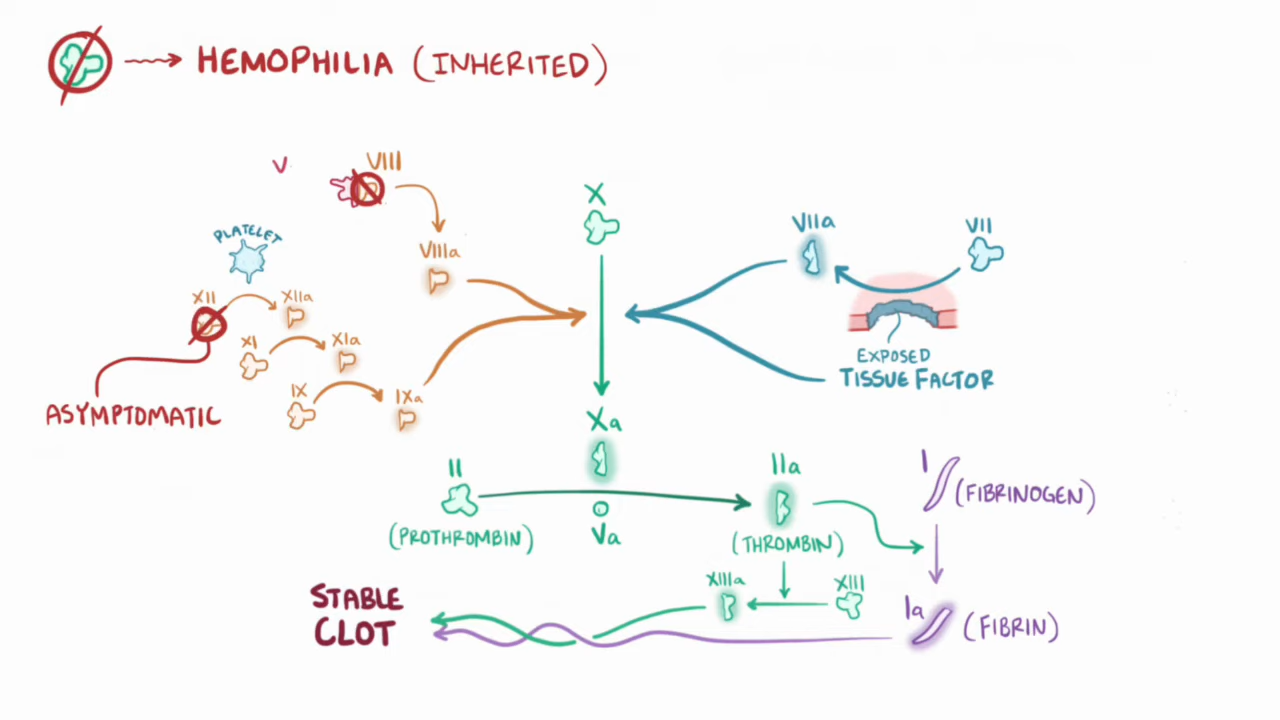 HEMOPHILIA (INHERITED)
V
VIII
PLATELET
VIIIa
XII
XIIa
XI
XIa
IX
IXa
ASYMPTOMATIC
X
VIIa
VII
EXPOSED
TISSUE FACTOR
Xa
II
(PROTHROMBIN)
Va
IIa
(THROMBIN)
I
(FIBRINOGEN)
XIIIa
XIII
Ia
(FIBRIN)
STABLE
CLOT